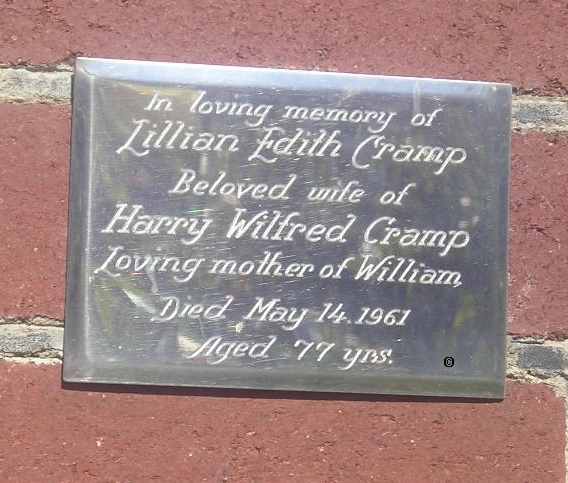 In loving memory of
Lillian Edith Cramp
Beloved wife of
Harry Wilfred Cramp
Loving mother of William
Died May 14. 1961
Aged 77 yrs.
©